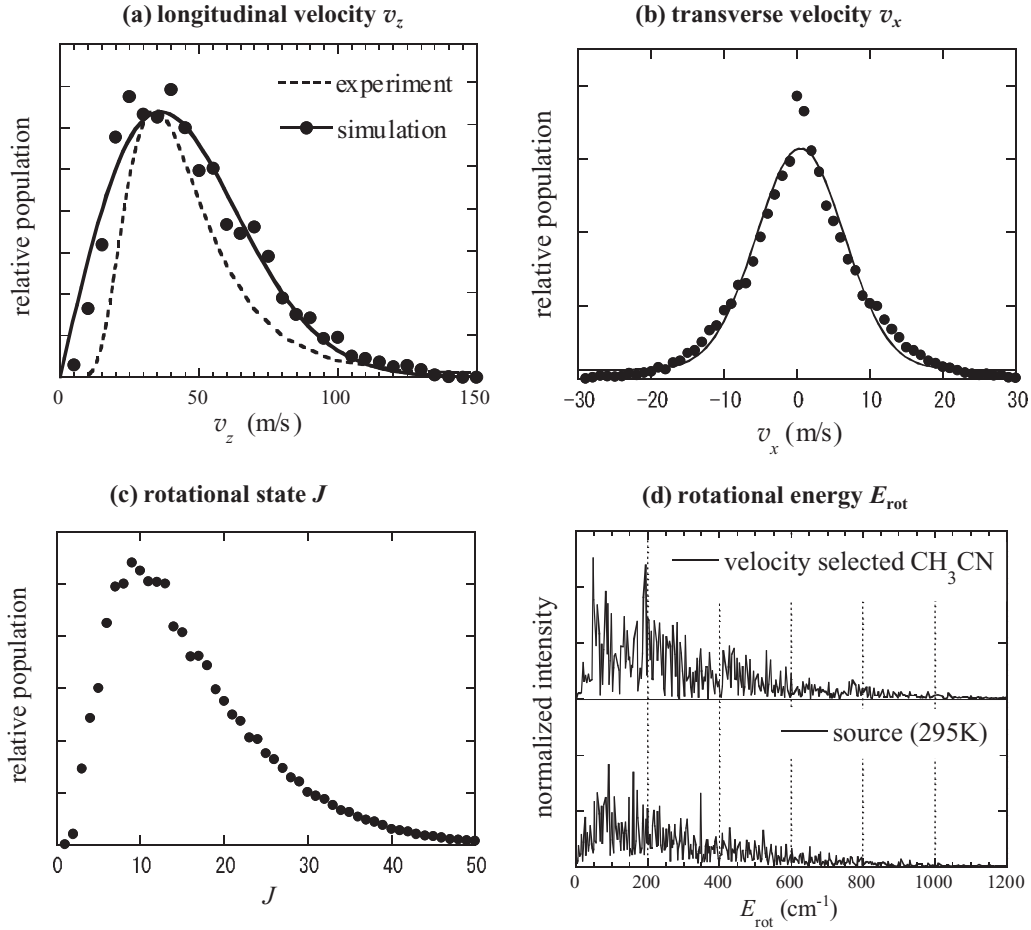 (a) longitudinal velocity v_z
experiment
simulation
relative population
0 50 100 150
v_z (m/s)
(b) transverse velocity v_x
relative population
−30 −20 −10 0 10 20 30
v_x (m/s)
(c) rotational state J
relative population
0 10 20 30 40 50
J
(d) rotational energy E_rot
velocity selected CH₃CN
source (295K)
normalized intensity
0 200 400 600 800 1000 1200
E_rot (cm⁻¹)